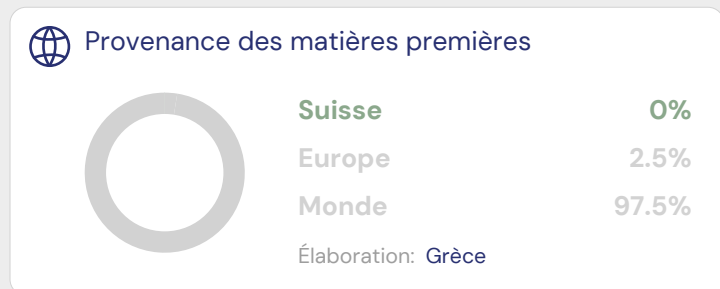 Provenance des matières premières
Suisse 0%
Europe 2.5%
Monde 97.5%
Élaboration: Grèce